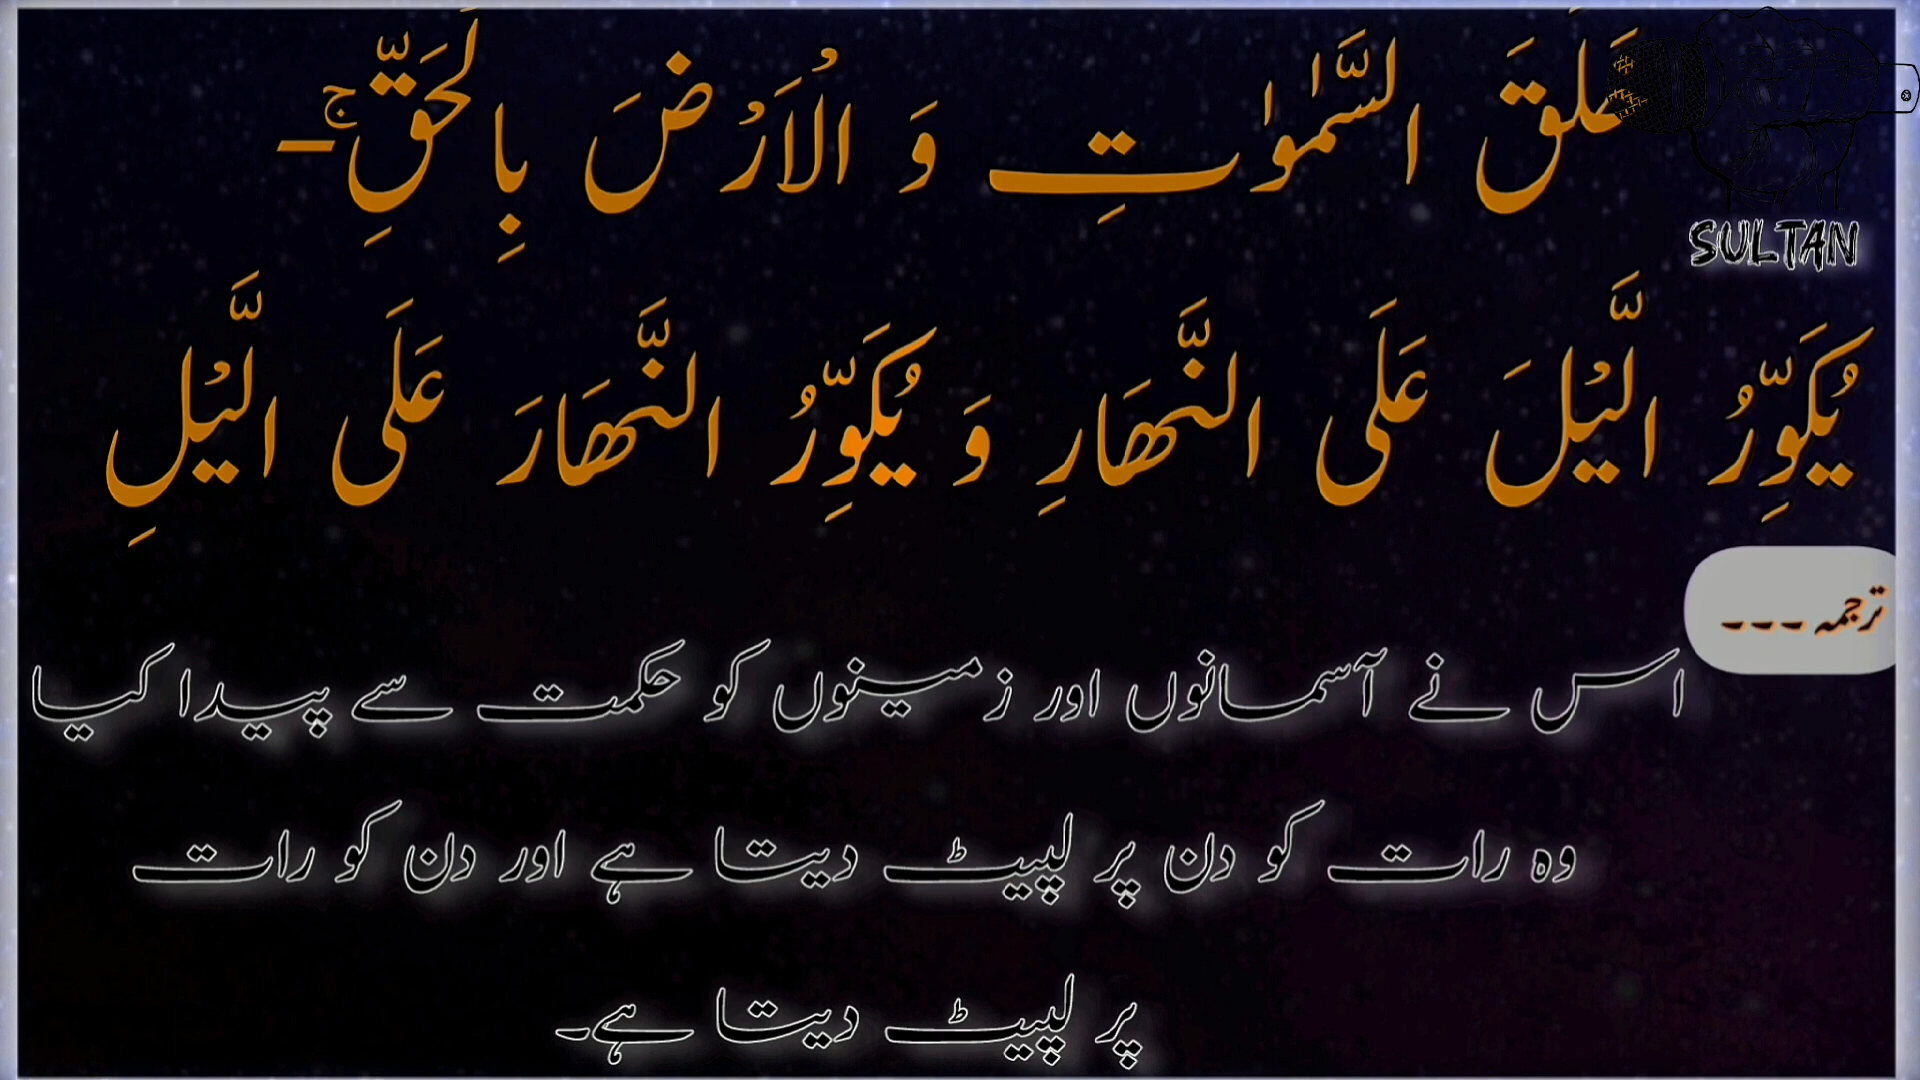 خَلَقَ السَّمٰوٰتِ وَ الْاَرْضَ بِالْحَقِّۚ-
SULTAN
یُكَوِّرُ الَّیْلَ عَلَى النَّهَارِ وَ یُكَوِّرُ النَّهَارَ عَلَى الَّیْلِ
ترجمہ ---
اس نے آسمانوں اور زمینوں کو حکمت سے پیدا کیا
وہ رات کو دن پر لپیٹ دیتا ہے اور دن کو رات
پر لپیٹ دیتا ہے۔